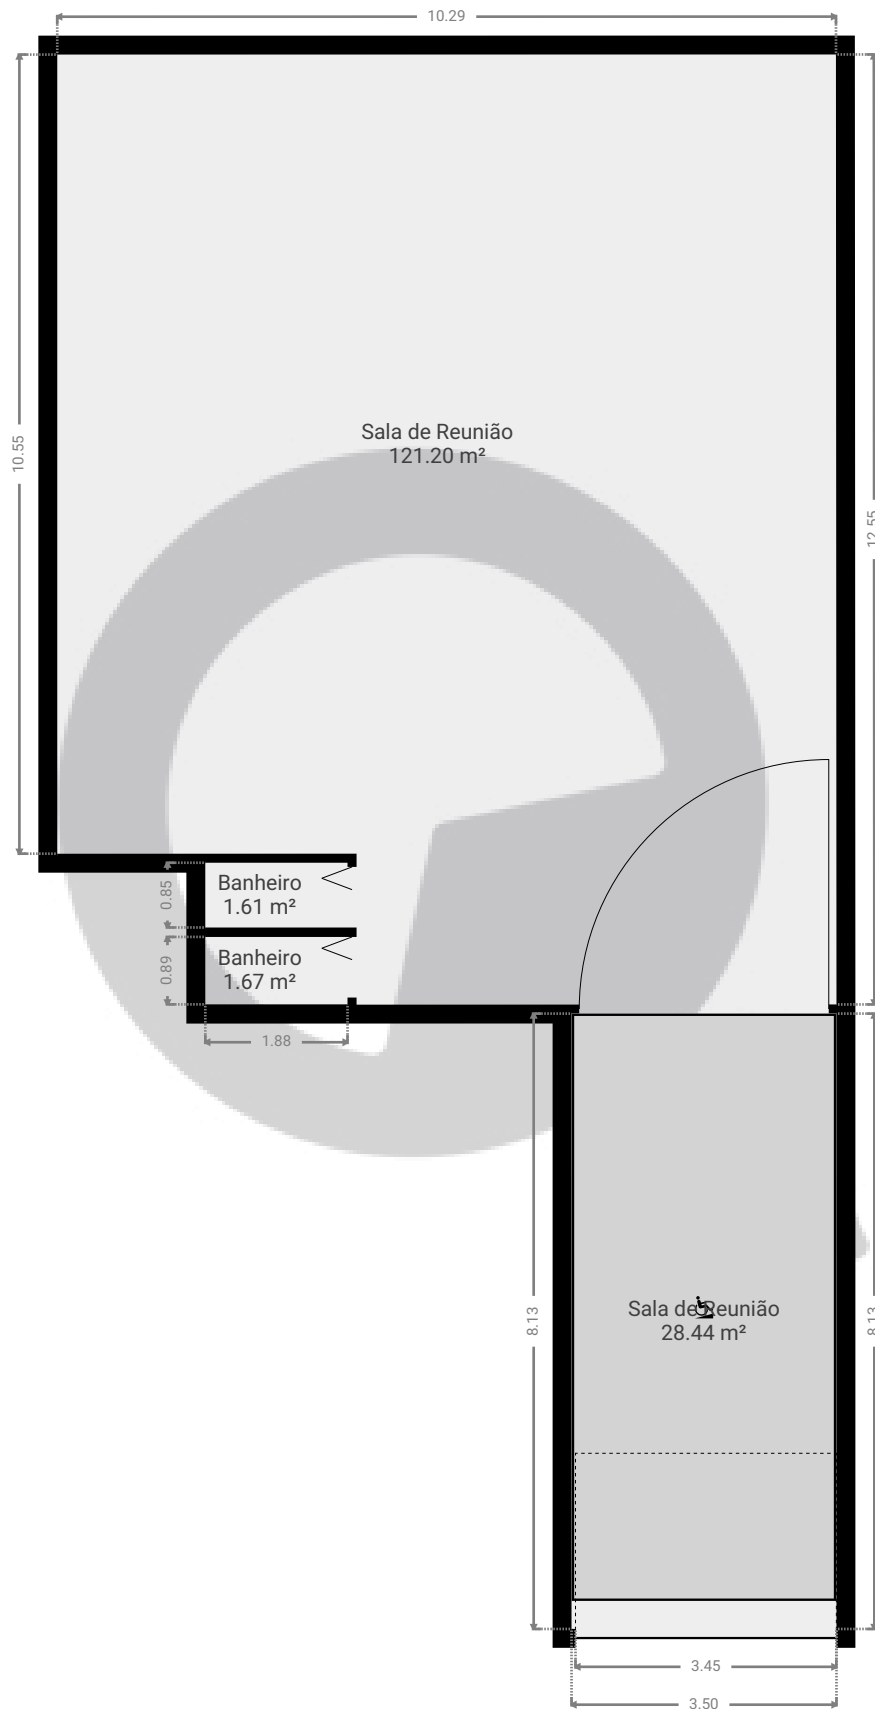 10.29
10.55
12.55
Sala de Reunião
121.20 m²
0.85
Banheiro
1.61 m²
0.89
Banheiro
1.67 m²
1.88
8.13
8.13
Sala de Reunião
28.44 m²
3.45
3.50